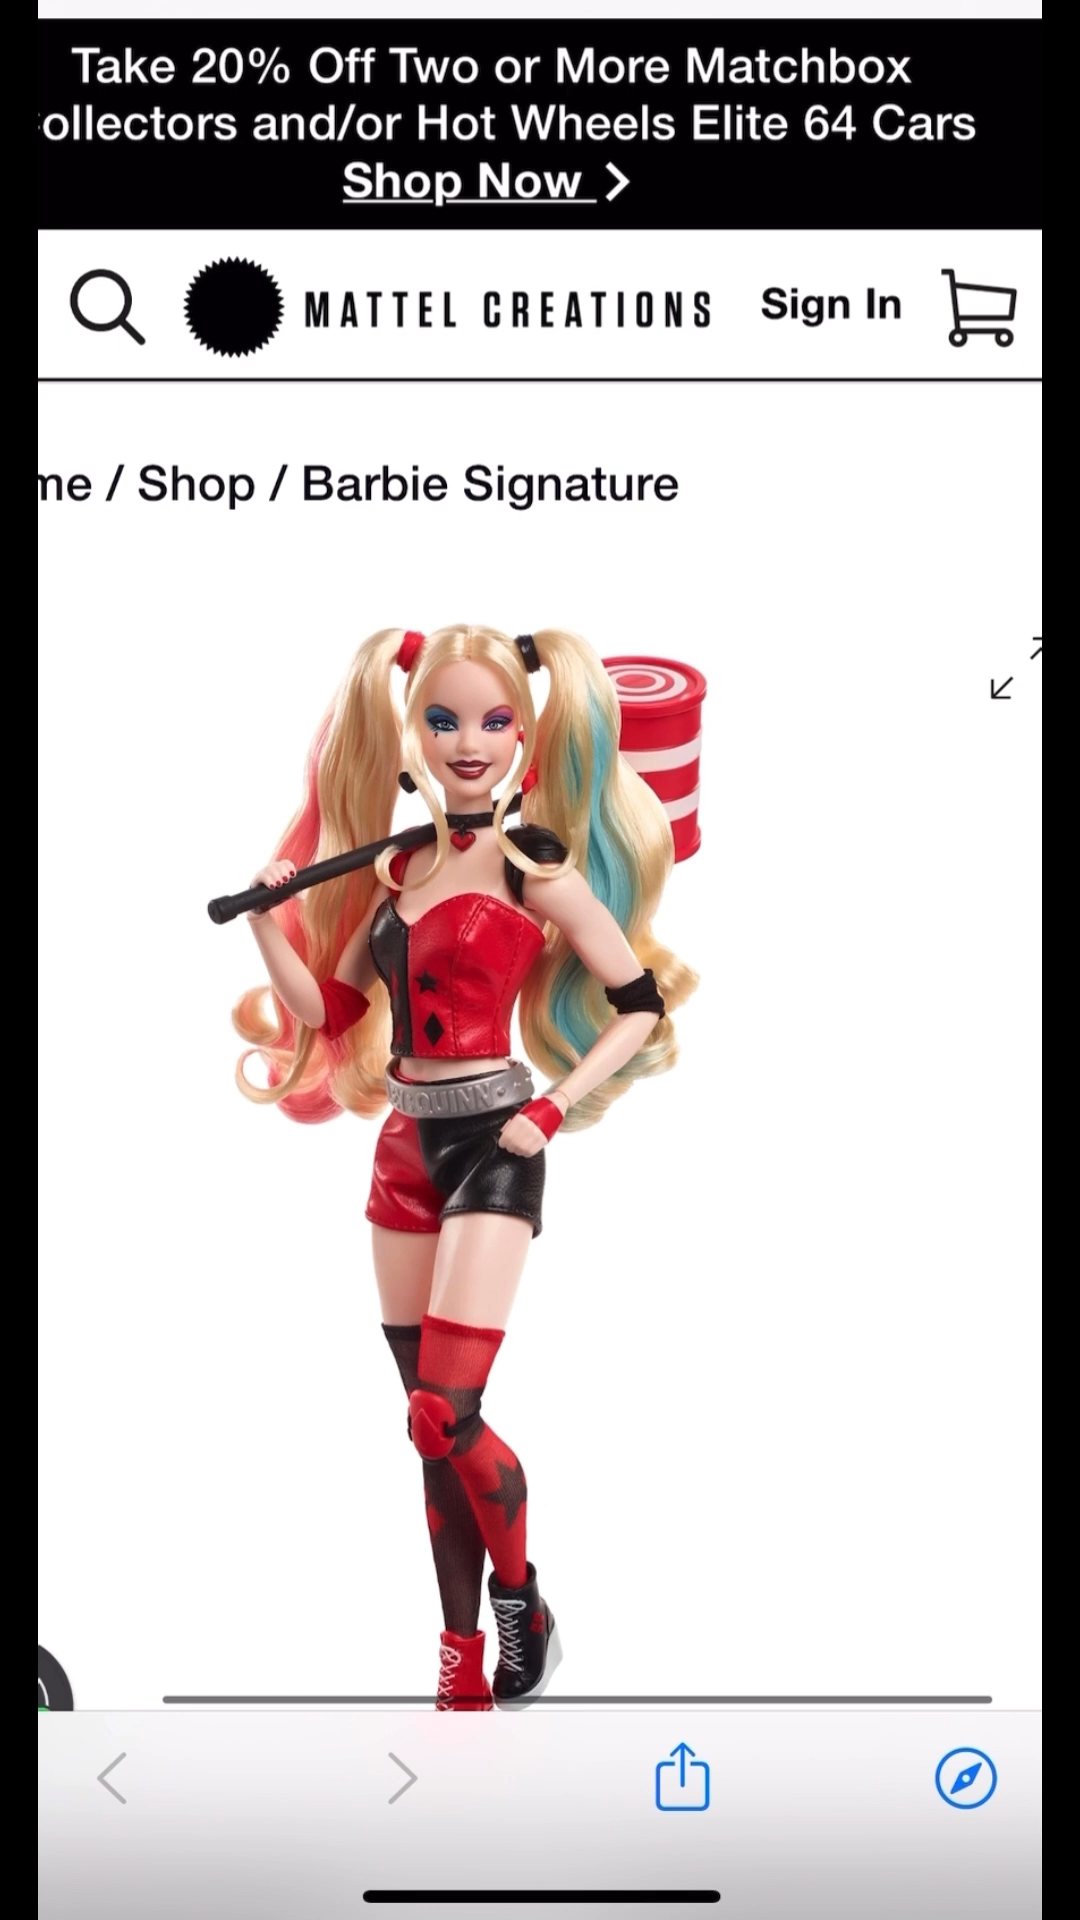 Take 20% Off Two or More Matchbox
ollectors and/or Hot Wheels Elite 64 Cars
Shop Now >
MATTEL CREATIONS
Sign In
me / Shop / Barbie Signature
QUINN